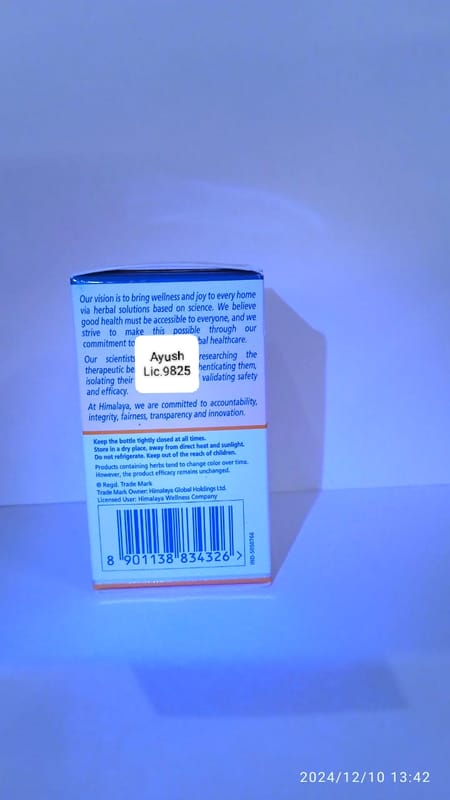 Our vision is to bring wellness and joy to every home
via herbal solutions based on science. We believe
good health must be accessible to everyone, and we
strive to make this possible through our
commitment to bal healthcare.
Ayush
Lic.9825
Our scientists researching the
therapeutic be henticating them,
isolating their validating safety
and efficacy.
At Himalaya, we are committed to accountability,
integrity, fairness, transparency and innovation.
Keep the bottle tightly closed at all times.
Store in a dry place, away from direct heat and sunlight.
Do not refrigerate. Keep out of the reach of children.
Products containing herbs tend to change color over time.
However, the product efficacy remains unchanged.
® Regd. Trade Mark
Trade Mark Owner: Himalaya Global Holdings Ltd.
Licensed User: Himalaya Wellness Company
8 901138 834326 >
2024/12/10 13:42